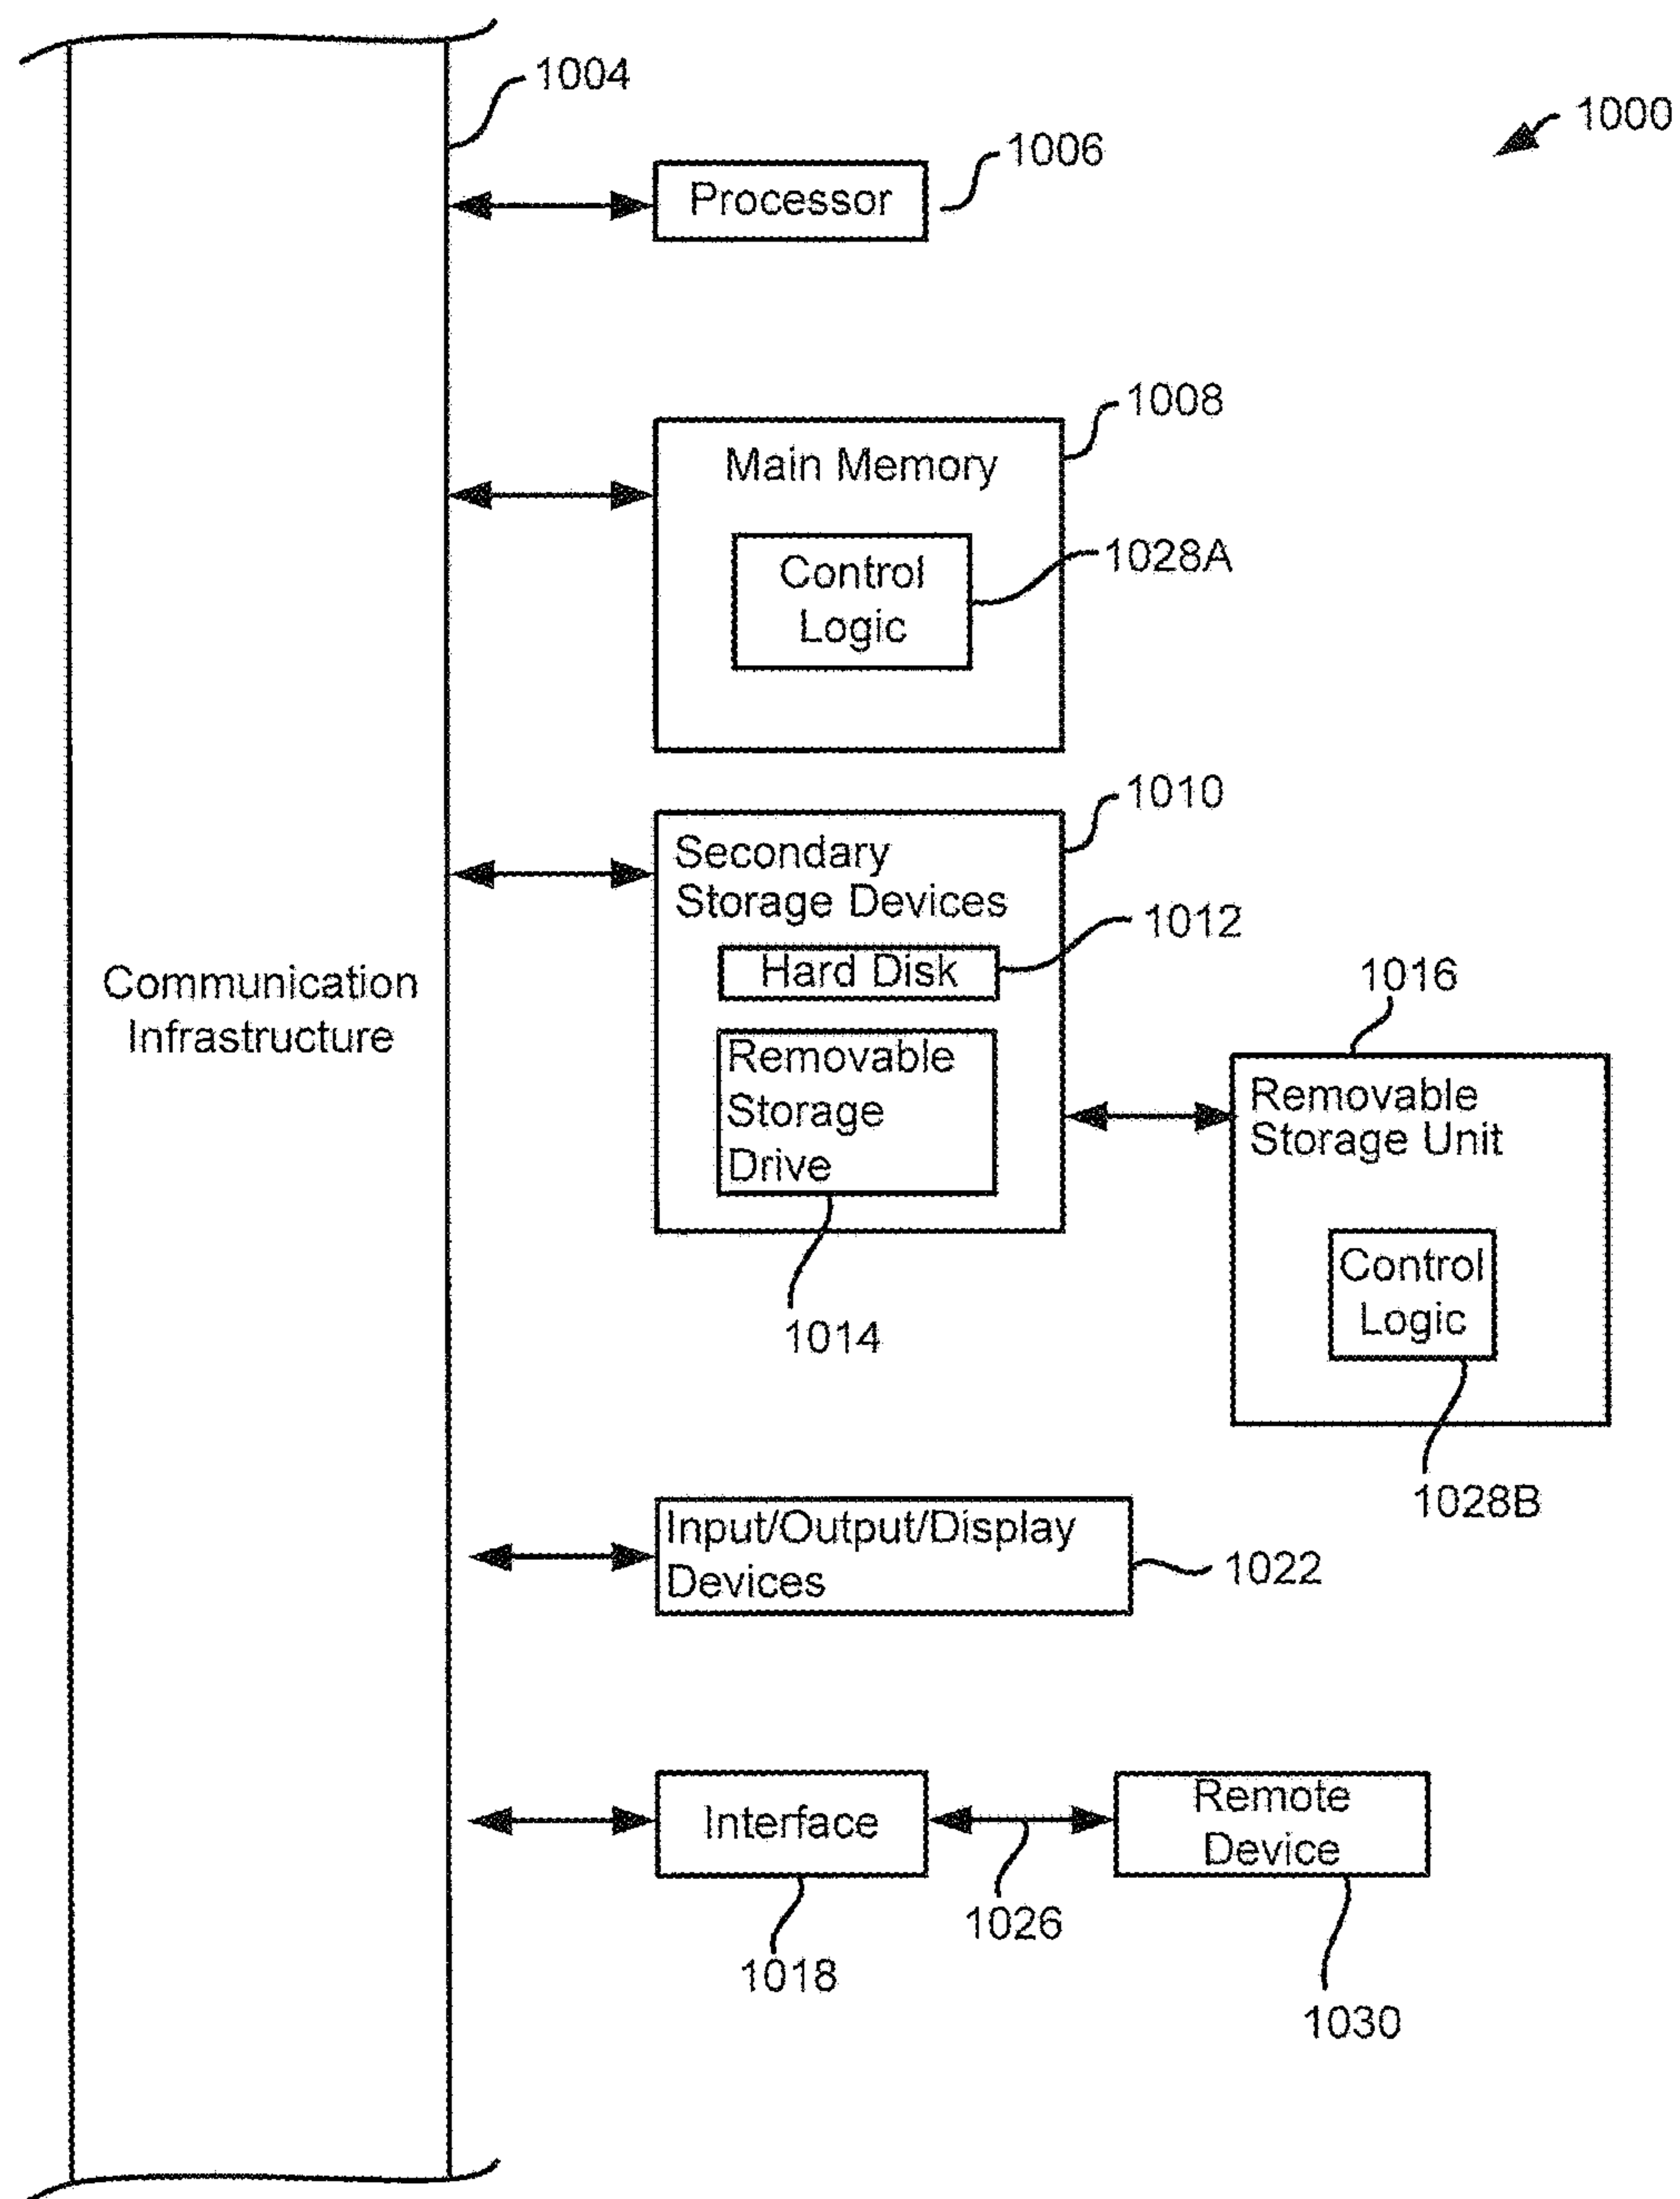 1004
1000
1006
Processor
1008
Main Memory
1028A
Control
Logic
1010
Secondary
Storage Devices
1012
Hard Disk
Communication
Infrastructure
1016
Removable
Storage
Drive
Removable
Storage Unit
1014
Control
Logic
1028B
Input/Output/Display
Devices
1022
Interface
Remote
Device
1026
1018
1030